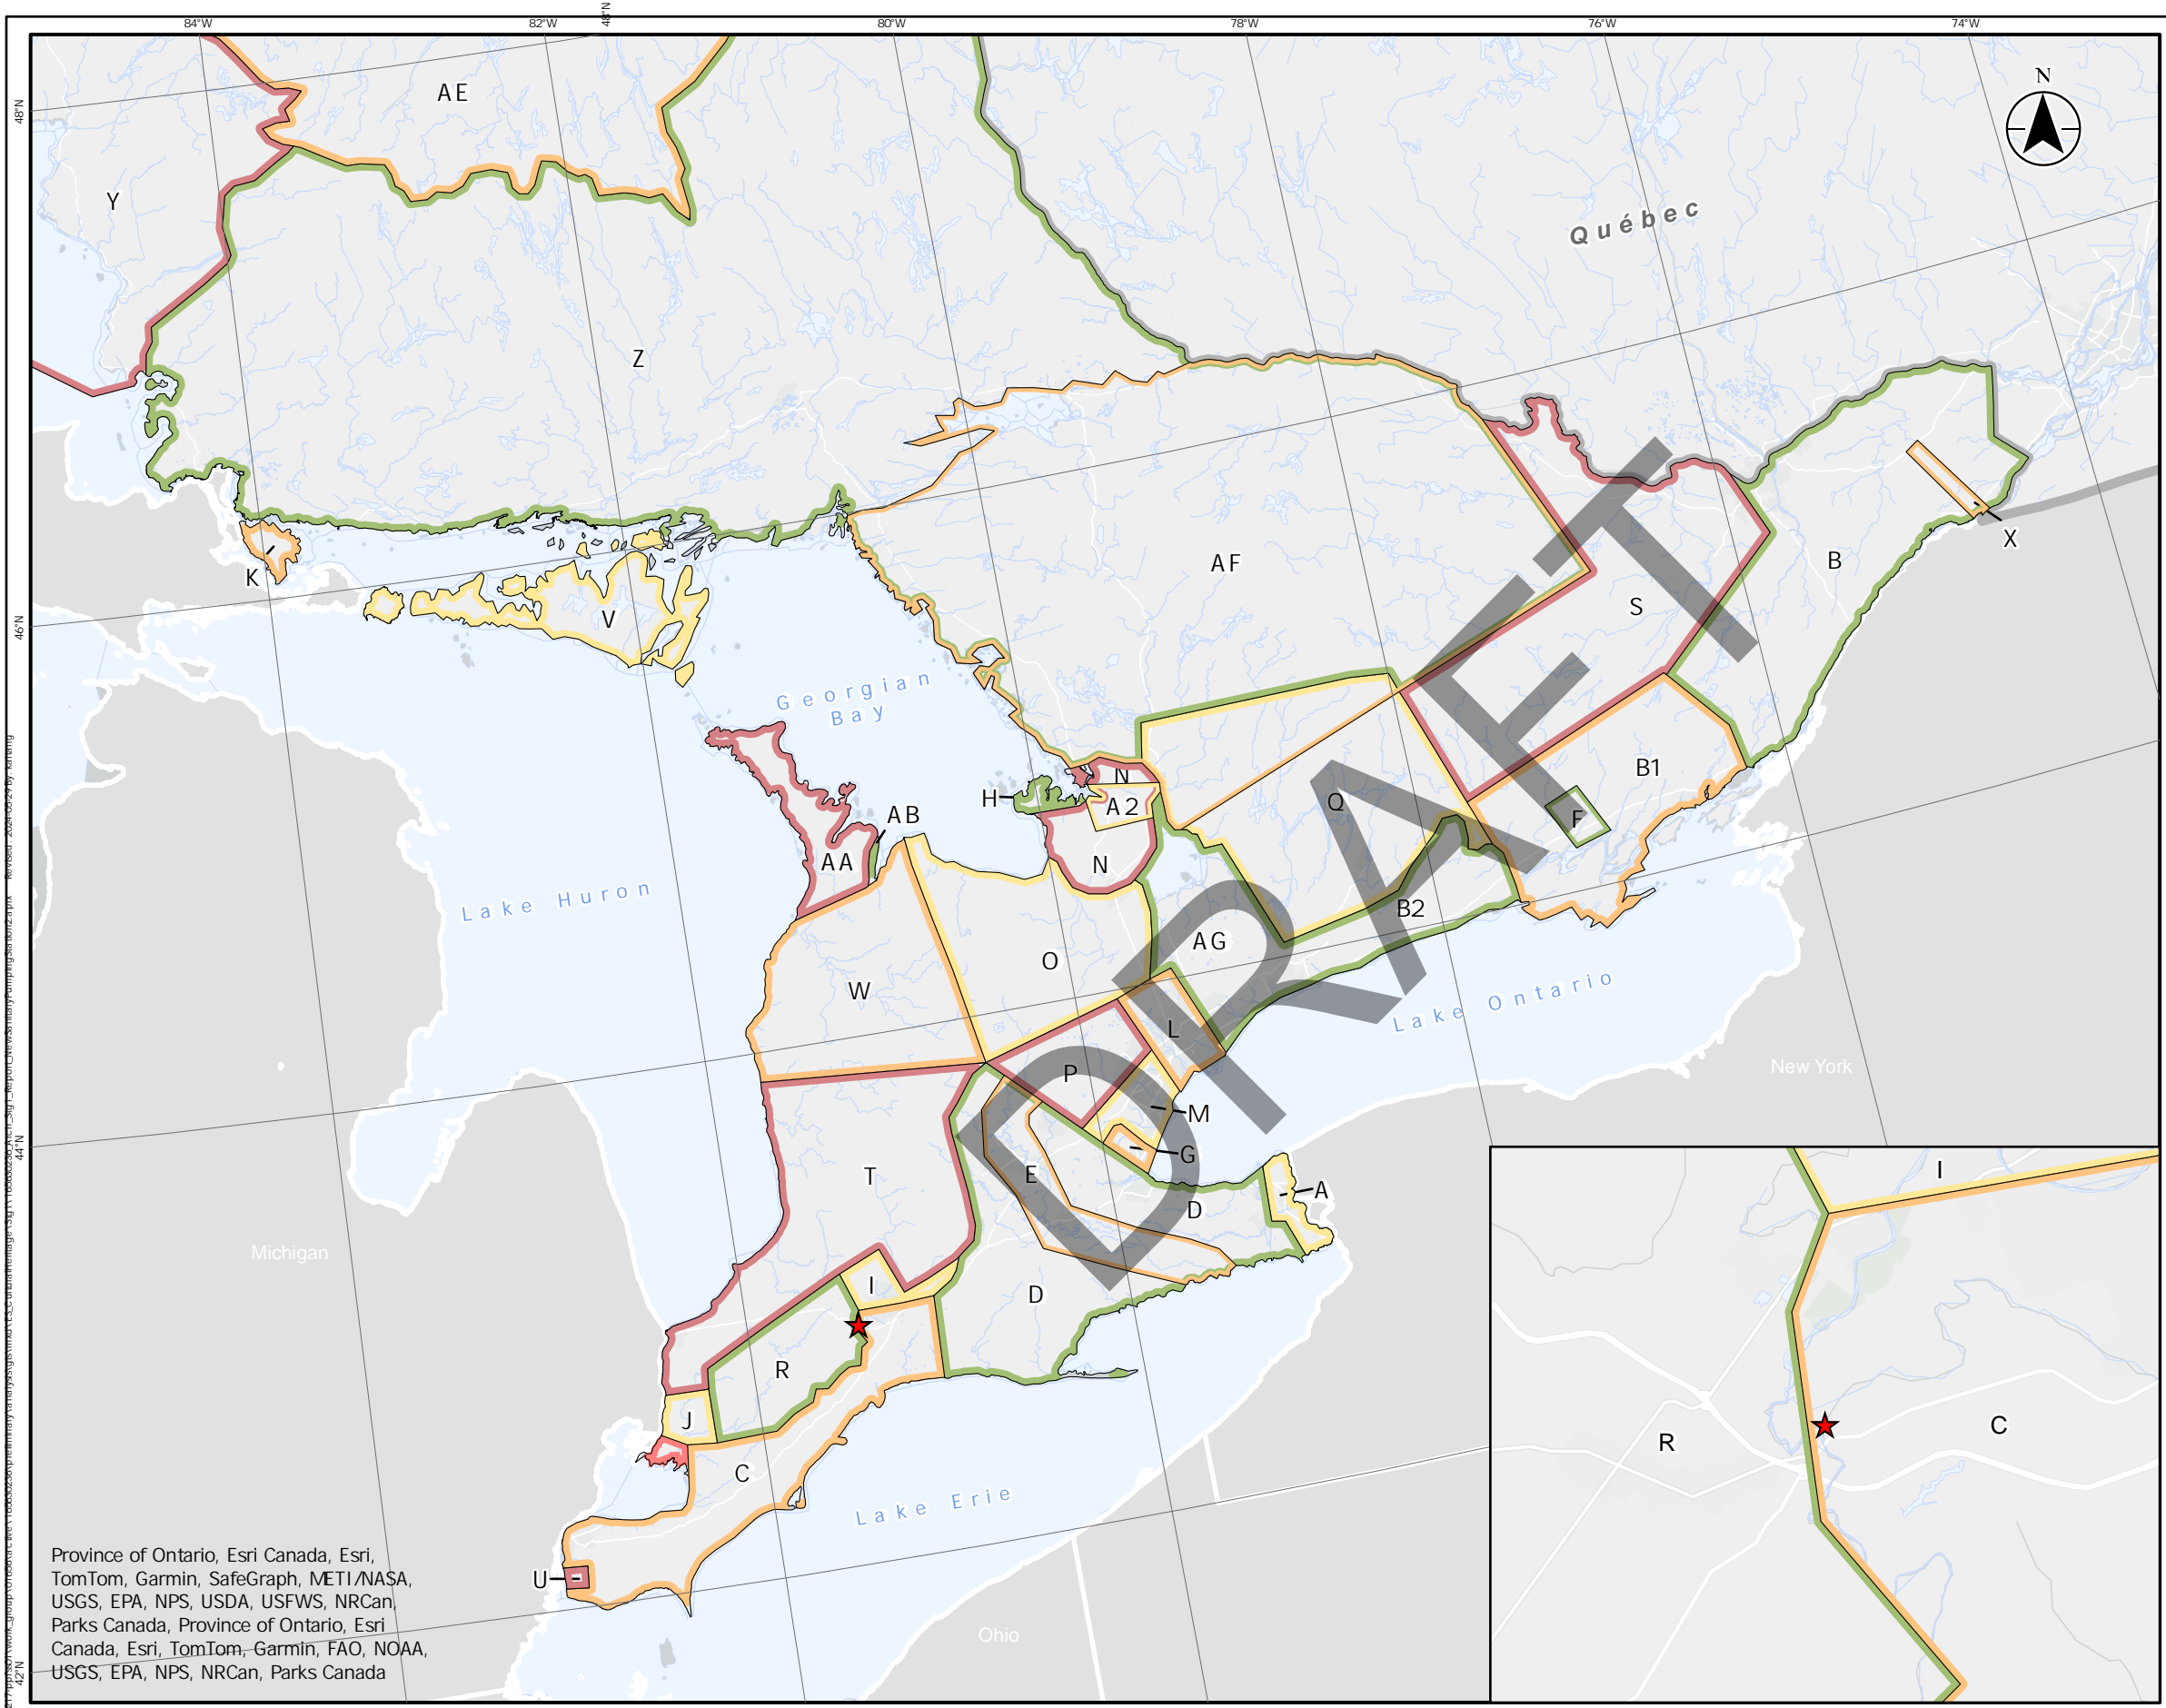 84°W
82°W
48°N
80°W
78°W
76°W
74°W
N
48°N
AE
Y
Québec
Z
AF
S
B
X
46°N
K
V
Georgian
Bay
N
H
A2
AB
AA
N
Q
B1
F
B2
Lake Huron
AG
O
W
L
Lake Ontario
New York
P
M
G
44°N
T
E
A
D
Michigan
I
D
R
J
C
Lake Erie
U
Ohio
DRAFT
I
R
C
Province of Ontario, Esri Canada, Esri,
TomTom, Garmin, SafeGraph, METI/NASA,
USGS, EPA, NPS, USDA, USFWS, NRCan,
Parks Canada, Province of Ontario, Esri
Canada, Esri, TomTom, Garmin, FAO, NOAA,
USGS, EPA, NPS, NRCan, Parks Canada
42°N